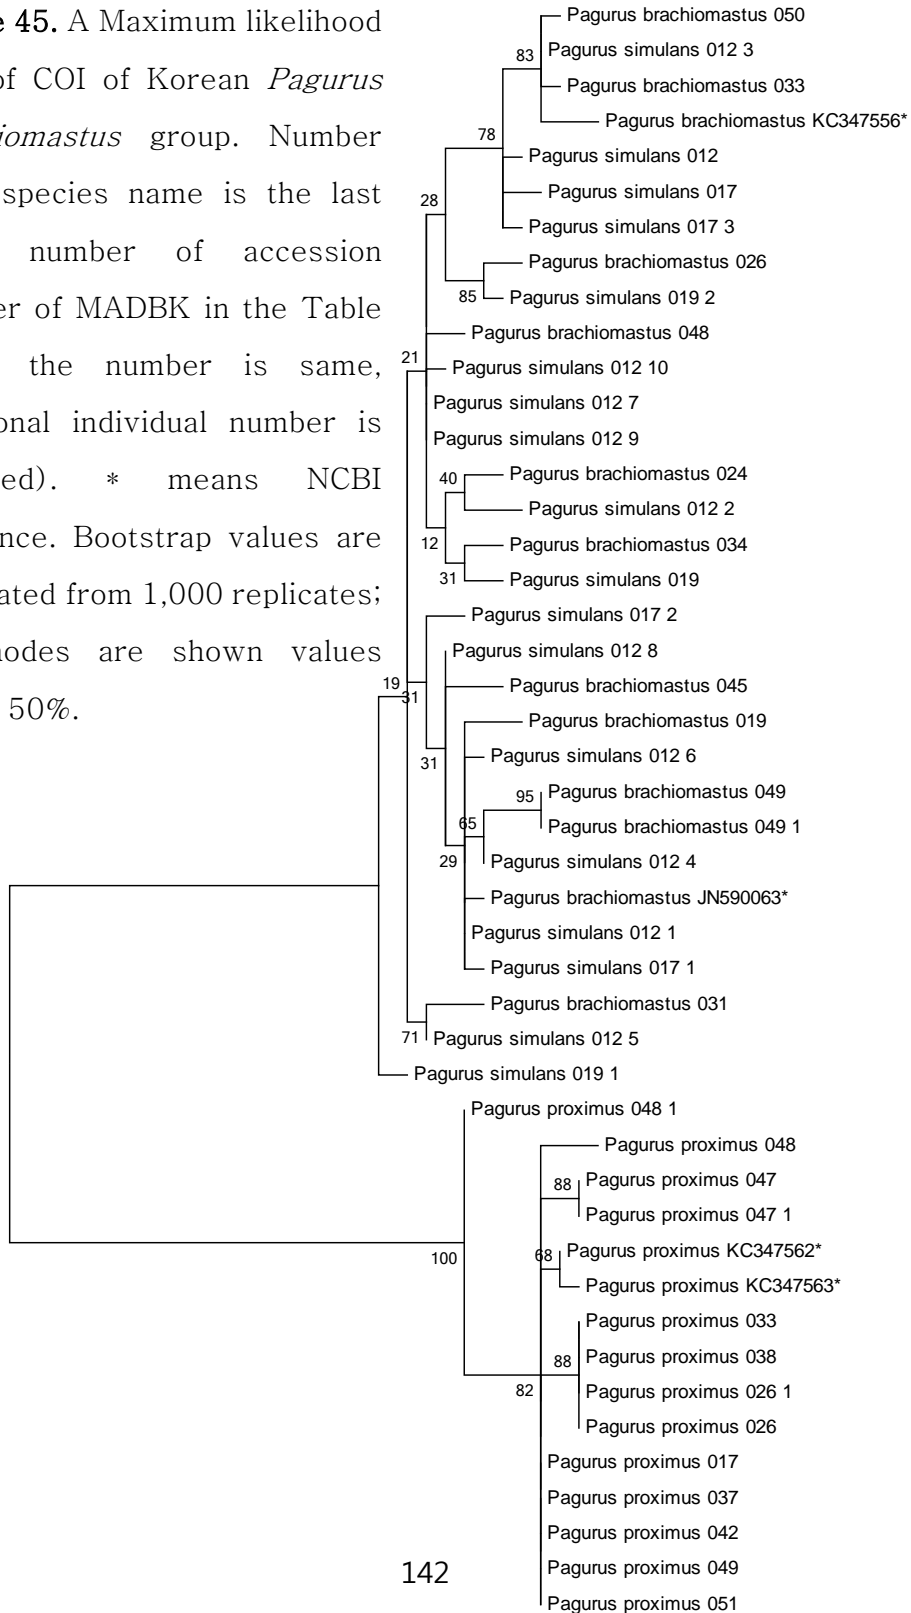 e 45. A Maximum likelihood
of COI of Korean Pagurus
iomastus group. Number
species name is the last
number of accession
er of MADBK in the Table
the number is same,
onal individual number is
ed). * means NCBI
nce. Bootstrap values are
ated from 1,000 replicates;
nodes are shown values
50%.
Pagurus brachiomastus 050
83
Pagurus simulans 012 3
Pagurus brachiomastus 033
Pagurus brachiomastus KC347556*
78
Pagurus simulans 012
Pagurus simulans 017
28
Pagurus simulans 017 3
Pagurus brachiomastus 026
85
Pagurus simulans 019 2
Pagurus brachiomastus 048
21
Pagurus simulans 012 10
Pagurus simulans 012 7
Pagurus simulans 012 9
Pagurus brachiomastus 024
40
Pagurus simulans 012 2
12
Pagurus brachiomastus 034
31
Pagurus simulans 019
Pagurus simulans 017 2
Pagurus simulans 012 8
19
31
Pagurus brachiomastus 045
Pagurus brachiomastus 019
31
Pagurus simulans 012 6
95
Pagurus brachiomastus 049
65
Pagurus brachiomastus 049 1
29
Pagurus simulans 012 4
Pagurus brachiomastus JN590063*
Pagurus simulans 012 1
Pagurus simulans 017 1
Pagurus brachiomastus 031
71
Pagurus simulans 012 5
Pagurus simulans 019 1
Pagurus proximus 048 1
Pagurus proximus 048
88
Pagurus proximus 047
Pagurus proximus 047 1
100
68
Pagurus proximus KC347562*
Pagurus proximus KC347563*
Pagurus proximus 033
88
Pagurus proximus 038
82
Pagurus proximus 026 1
Pagurus proximus 026
Pagurus proximus 017
Pagurus proximus 037
Pagurus proximus 042
Pagurus proximus 049
Pagurus proximus 051
142